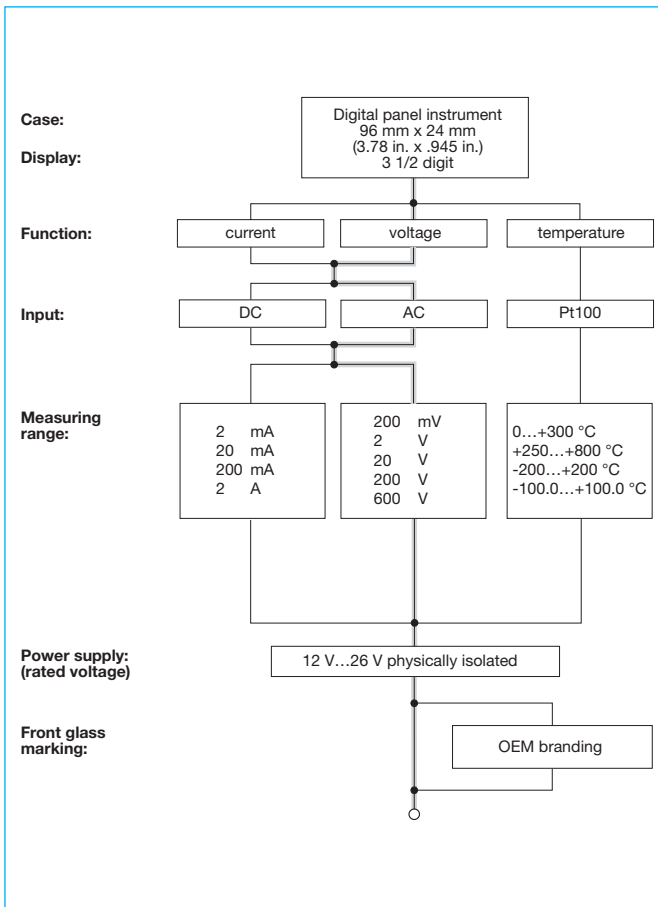 Case:
Digital panel instrument
96 mm x 24 mm
(3.78 in. x .945 in.)
Display:
3 1/2 digit
Function:
current
voltage
temperature
Input:
DC
AC
Pt100
Measuring
range:
2 mA
20 mA
200 mA
2 A
200 mV
2 V
20 V
200 V
600 V
0...+300 °C
+250...+800 °C
-200...+200 °C
-100.0...+100.0 °C
Power supply:
(rated voltage)
12 V...26 V physically isolated
Front glass
marking:
OEM branding